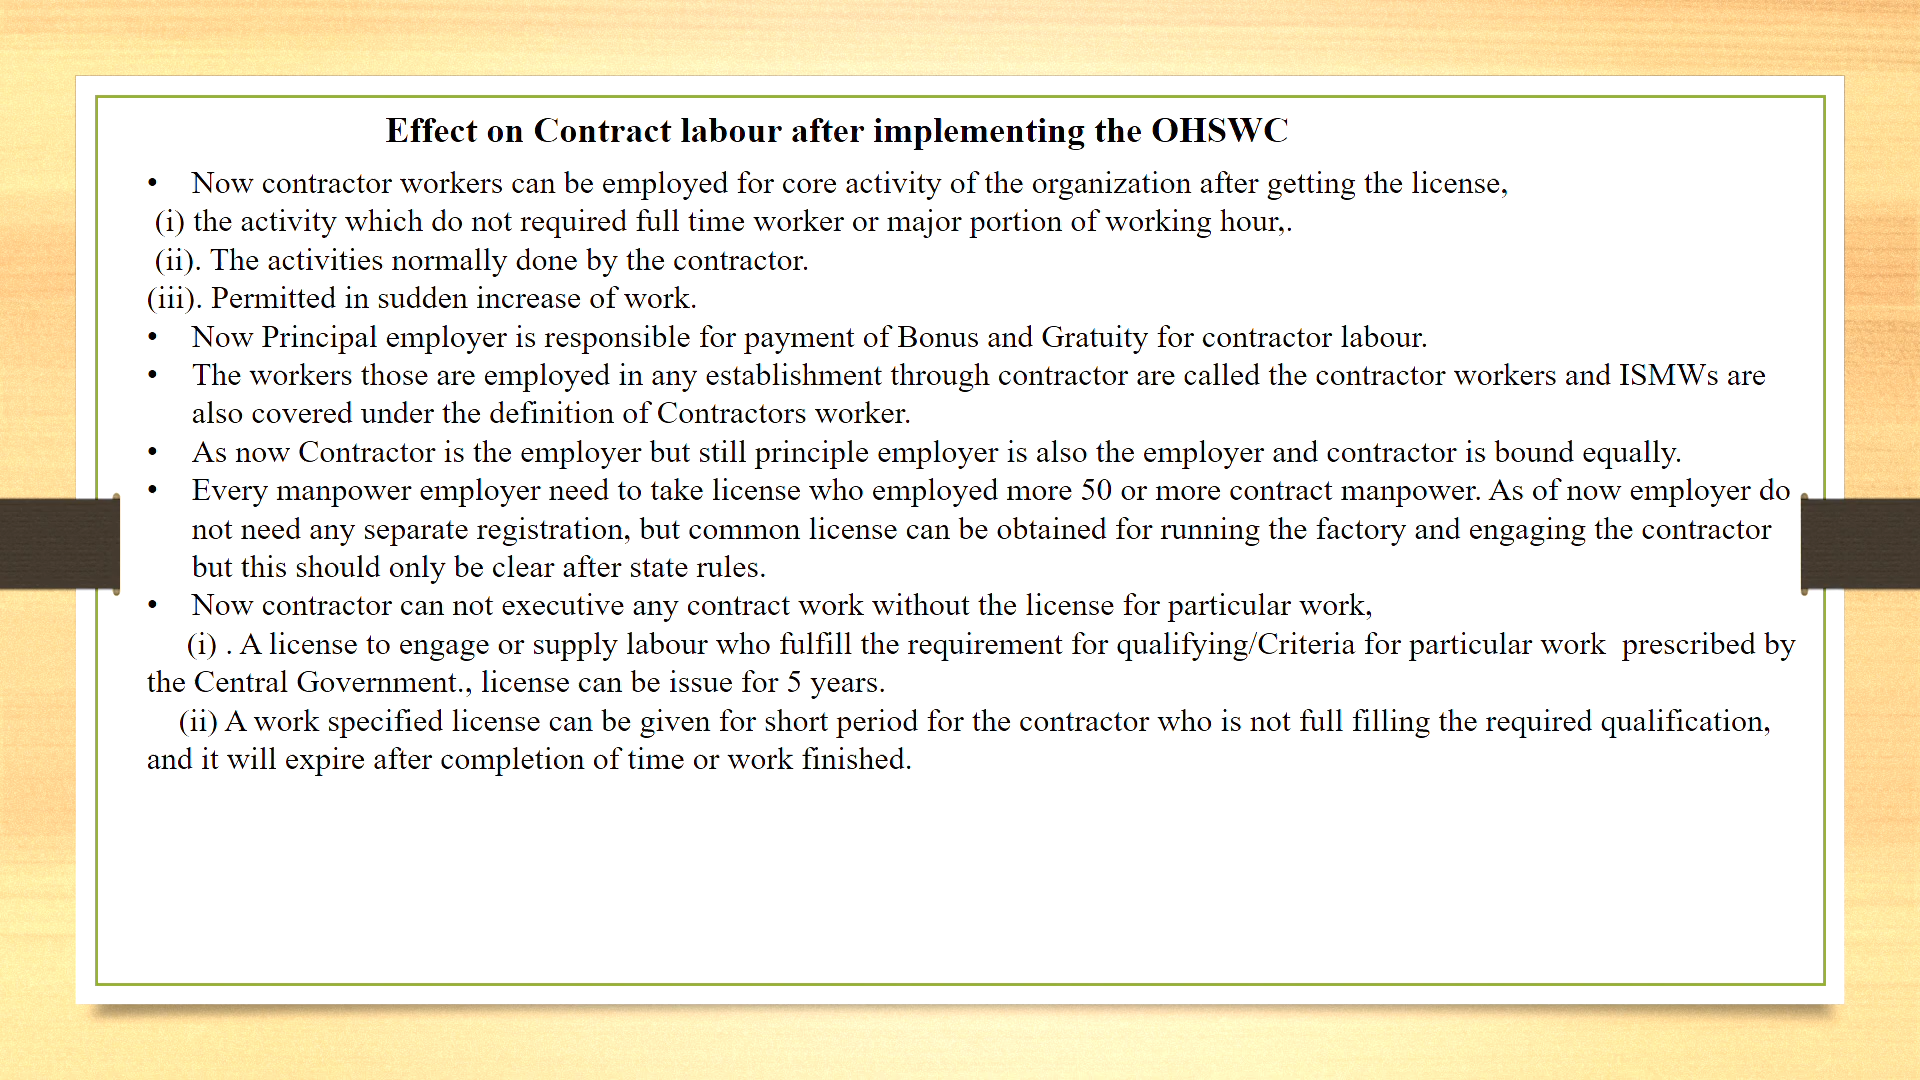 Effect on Contract labour after implementing the OHSWC
• Now contractor workers can be employed for core activity of the organization after getting the license,
(i) the activity which do not required full time worker or major portion of working hour,.
(ii). The activities normally done by the contractor.
(iii). Permitted in sudden increase of work.
• Now Principal employer is responsible for payment of Bonus and Gratuity for contractor labour.
• The workers those are employed in any establishment through contractor are called the contractor workers and ISMWs are
also covered under the definition of Contractors worker.
• As now Contractor is the employer but still principle employer is also the employer and contractor is bound equally.
• Every manpower employer need to take license who employed more 50 or more contract manpower. As of now employer do
not need any separate registration, but common license can be obtained for running the factory and engaging the contractor
but this should only be clear after state rules.
• Now contractor can not executive any contract work without the license for particular work,
(i) . A license to engage or supply labour who fulfill the requirement for qualifying/Criteria for particular work prescribed by
the Central Government., license can be issue for 5 years.
(ii) A work specified license can be given for short period for the contractor who is not full filling the required qualification,
and it will expire after completion of time or work finished.